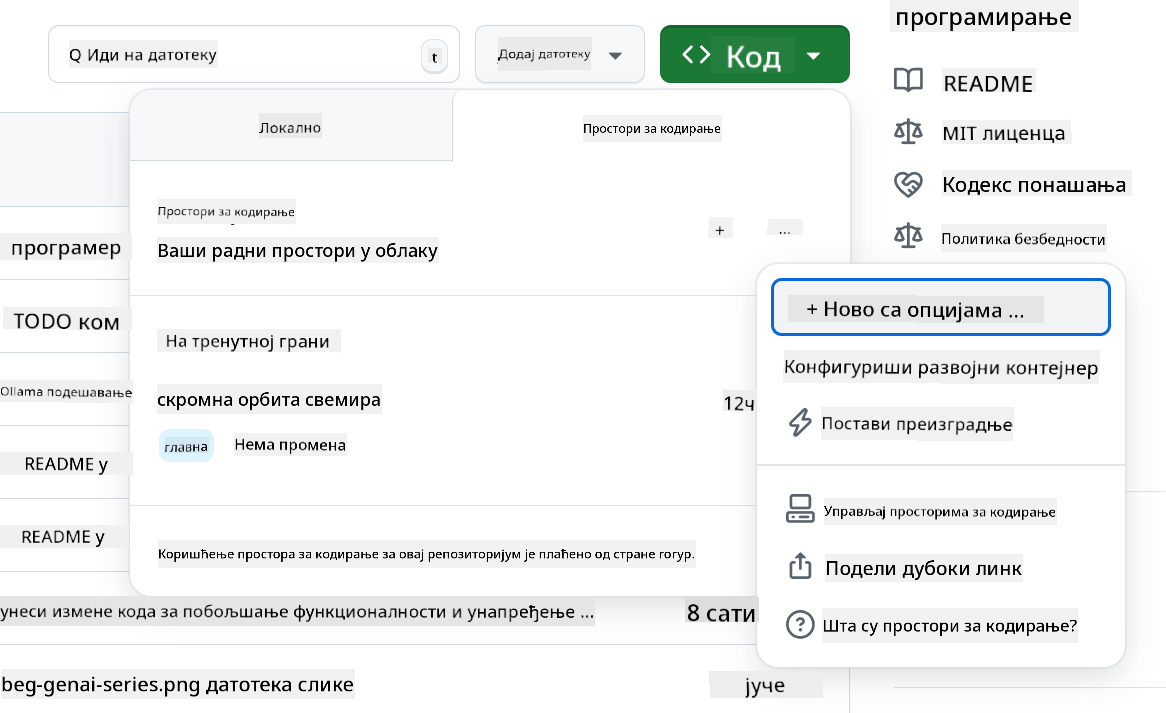 програмирање
Q Иди на датотеку
t
Додај датотеку
Код
README
MIT лиценца
Кодекс понашања
Политика безбедности
Локално
Простори за кодирање
Простори за кодирање
Ваши радни простори у облаку
+
...
програмер
TODO ком
Ollama подешавање
README у
README у
На тренутној грани
скромна орбита свемира
12ч
главна
Нема промена
Коришћење простора за кодирање за овај репозиторијум је плаћено од стране гогур.
+ Ново са опцијама ...
Конфигуриши развојни контејнер
Постави преизградње
Управљај просторима за кодирање
Подели дубоки линк
Шта су простори за кодирање?
унеси измене кода за побољшање функционалности и унапређење ...
8 сати
beg-genai-series.png датотека слике
јуче